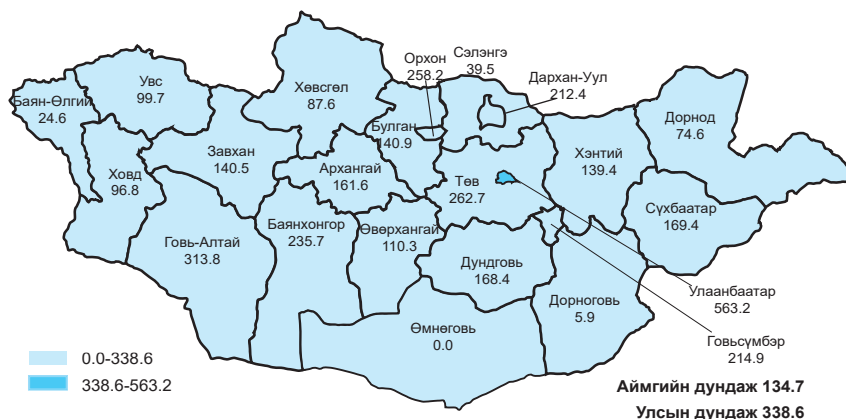 Орхон
258.2
Сэлэнгэ
39.5
Дархан-Уул
212.4
Увс
99.7
Хөвсгөл
87.6
Баян-Өлгий
24.6
Булган
140.9
Дорнод
74.6
Завхан
140.5
Хэнтий
139.4
Ховд
96.8
Архангай
161.6
Төв
262.7
Сүхбаатар
169.4
Говь-Алтай
313.8
Баянхонгор
235.7
Өвөрхангай
110.3
Дундговь
168.4
Улаанбаатар
563.2
Дорноговь
5.9
Өмнөговь
0.0
Говьсүмбэр
214.9
0.0-338.6
338.6-563.2
Аймгийн дундаж 134.7
Улсын дундаж 338.6